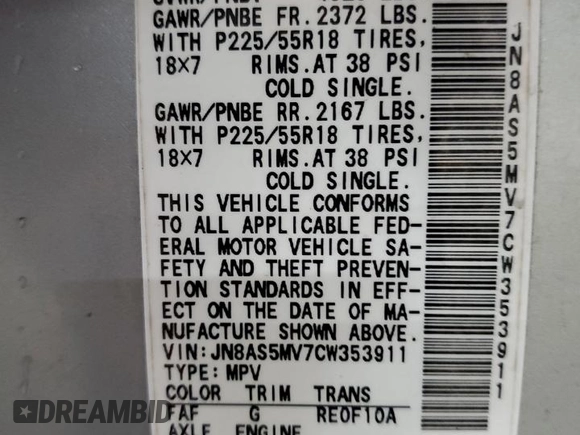 GAWR/PNBE FR. 2372 LBS.
WITH P225/55R18 TIRES,
18X7 RIMS. AT 38 PSI
COLD SINGLE.
GAWR/PNBE RR. 2167 LBS.
WITH P225/55R18 TIRES,
18X7 RIMS. AT 38 PSI
COLD SINGLE.
THIS VEHICLE CONFORMS
TO ALL APPLICABLE FED-
ERAL MOTOR VEHICLE SA-
FETY AND THEFT PREVEN-
TION STANDARDS IN EFF-
ECT ON THE DATE OF MA-
NUFACTURE SHOWN ABOVE.
VIN: JN8AS5MV7CW353911
TYPE: MPV
COLOR TRIM TRANS
FAF G RE0F10A
AXLE ENGINE
JN8AS5MV7CW353911
DREAMBID